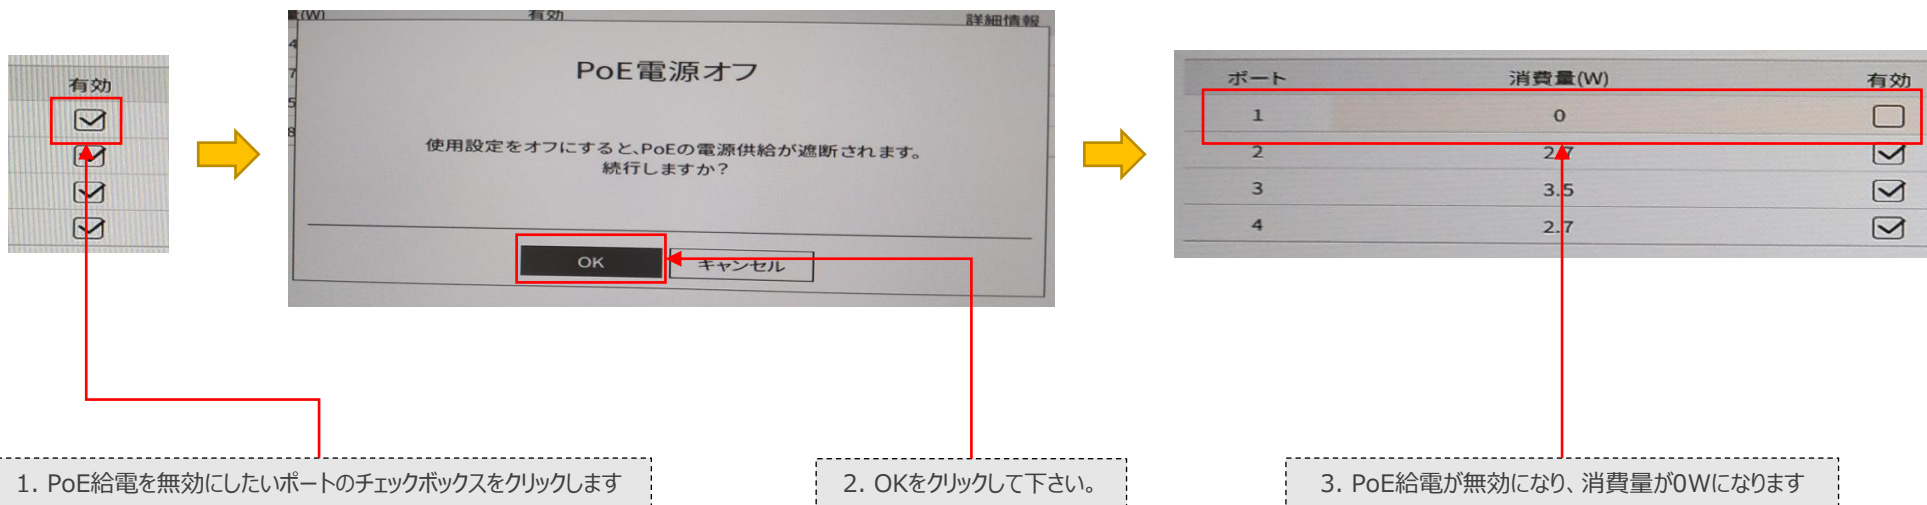 有効
量(W) 有効 詳細情報
4
7
5
8
PoE電源オフ
使用設定をオフにすると、PoEの電源供給が遮断されます。
続行しますか？
OK キャンセル
ポート 消費量(W) 有効
1 0
2 2.7
3 3.5
4 2.7
1. PoE給電を無効にしたいポートのチェックボックスをクリックします
2. OKをクリックして下さい。
3. PoE給電が無効になり、消費量が0Wになります